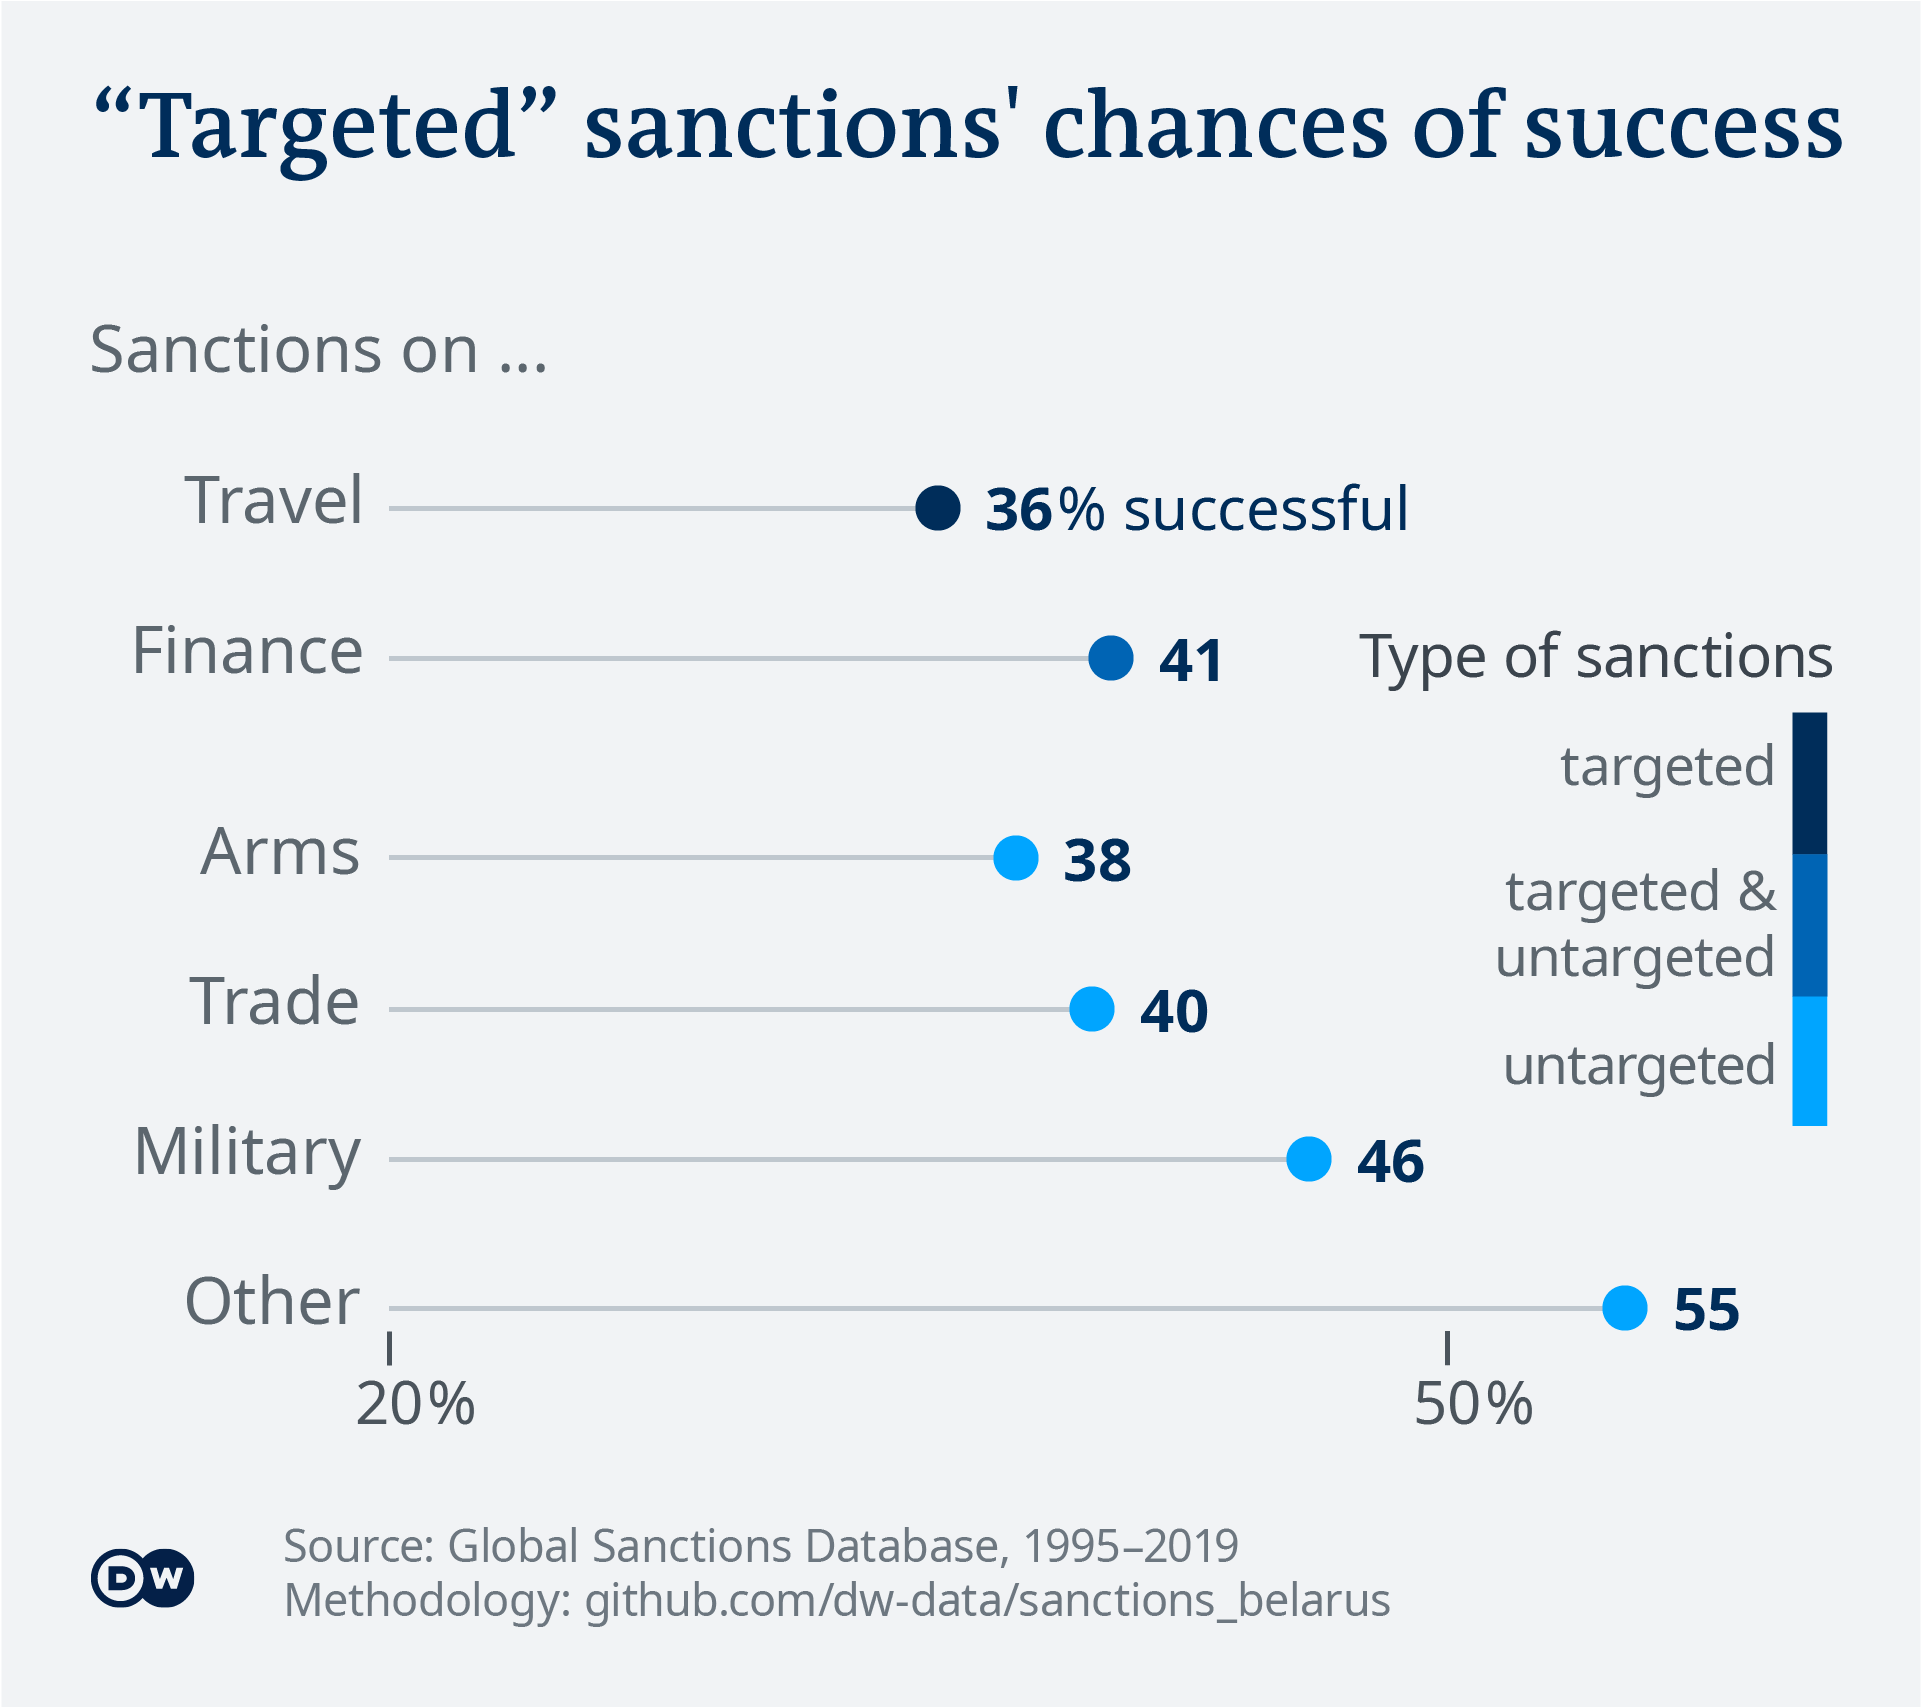 “Targeted” sanctions' chances of success
Sanctions on ...
Travel
36% successful
Finance
41
Type of sanctions
targeted
targeted &
untargeted
untargeted
Arms
38
Trade
40
Military
46
Other
55
20%
50%
DW
Source: Global Sanctions Database, 1995–2019
Methodology: github.com/dw-data/sanctions_belarus